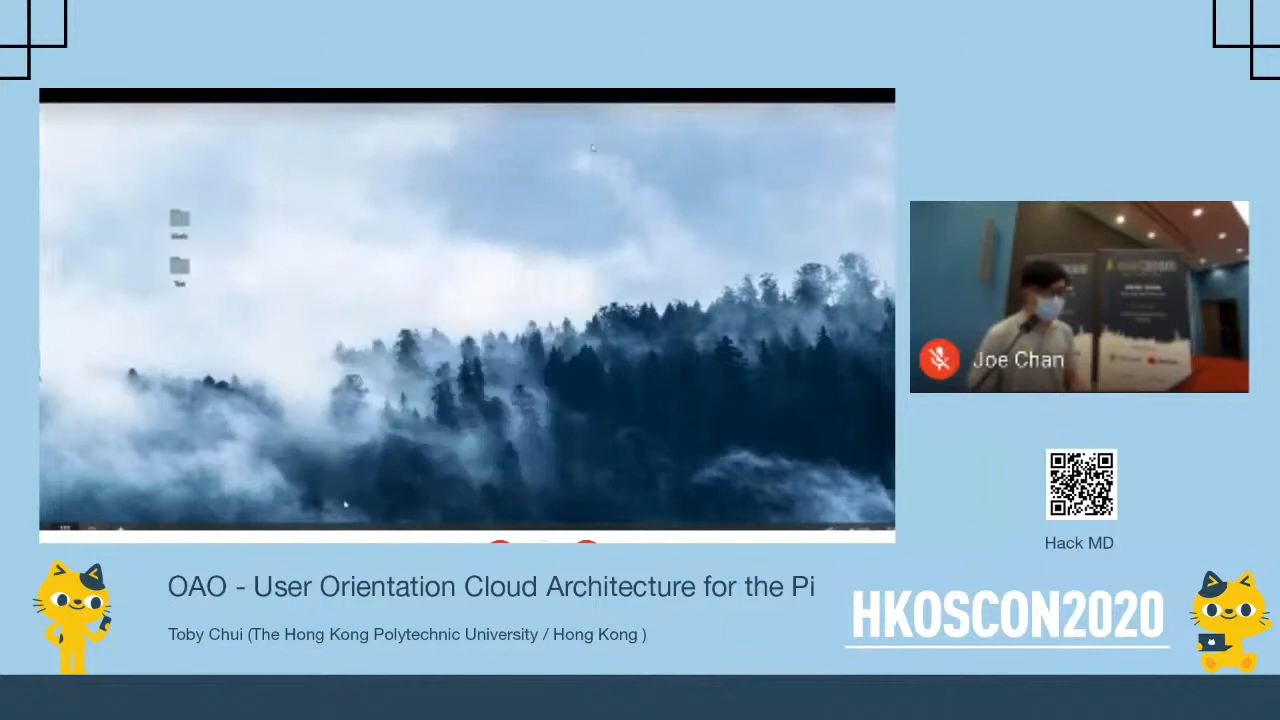 Joe Chan
Hack MD
OAO - User Orientation Cloud Architecture for the Pi
Toby Chui (The Hong Kong Polytechnic University / Hong Kong )
HKOSCON2020